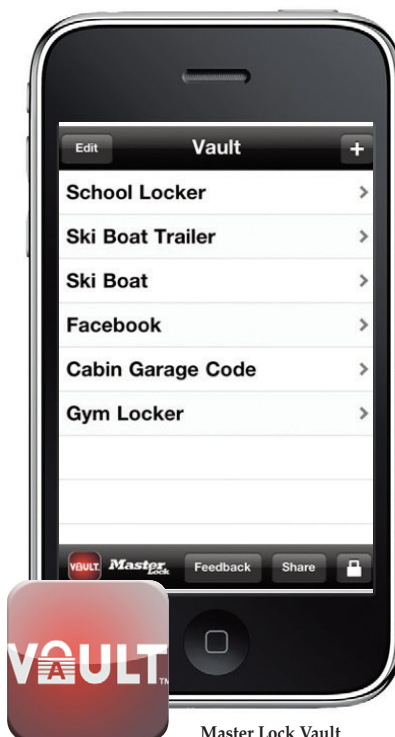 Edit Vault +
School Locker >
Ski Boat Trailer >
Ski Boat >
Facebook >
Cabin Garage Code >
Gym Locker >
VAULT Master Lock Feedback Share
VAULT TM
Master Lock Vault